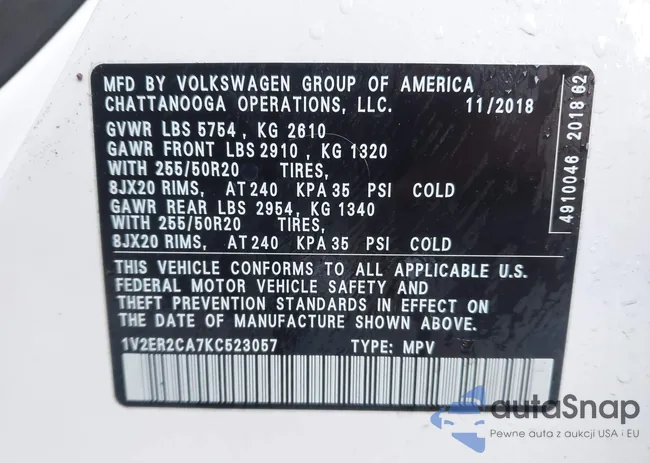 MFD BY VOLKSWAGEN GROUP OF AMERICA
CHATTANOOGA OPERATIONS, LLC. 11/2018
GVWR LBS 5754 , KG 2610
GAWR FRONT LBS 2910 , KG 1320
WITH 255/50R20 TIRES,
8JX20 RIMS, AT 240 KPA 35 PSI COLD
GAWR REAR LBS 2954, KG 1340
WITH 255/50R20 TIRES,
8JX20 RIMS, AT 240 KPA 35 PSI COLD
THIS VEHICLE CONFORMS TO ALL APPLICABLE U.S.
FEDERAL MOTOR VEHICLE SAFETY AND
THEFT PREVENTION STANDARDS IN EFFECT ON
THE DATE OF MANUFACTURE SHOWN ABOVE.
1V2ER2CA7KC523057 TYPE: MPV
4910046 2018 62
autaSnap
Pewne auta z aukcji USA i EU